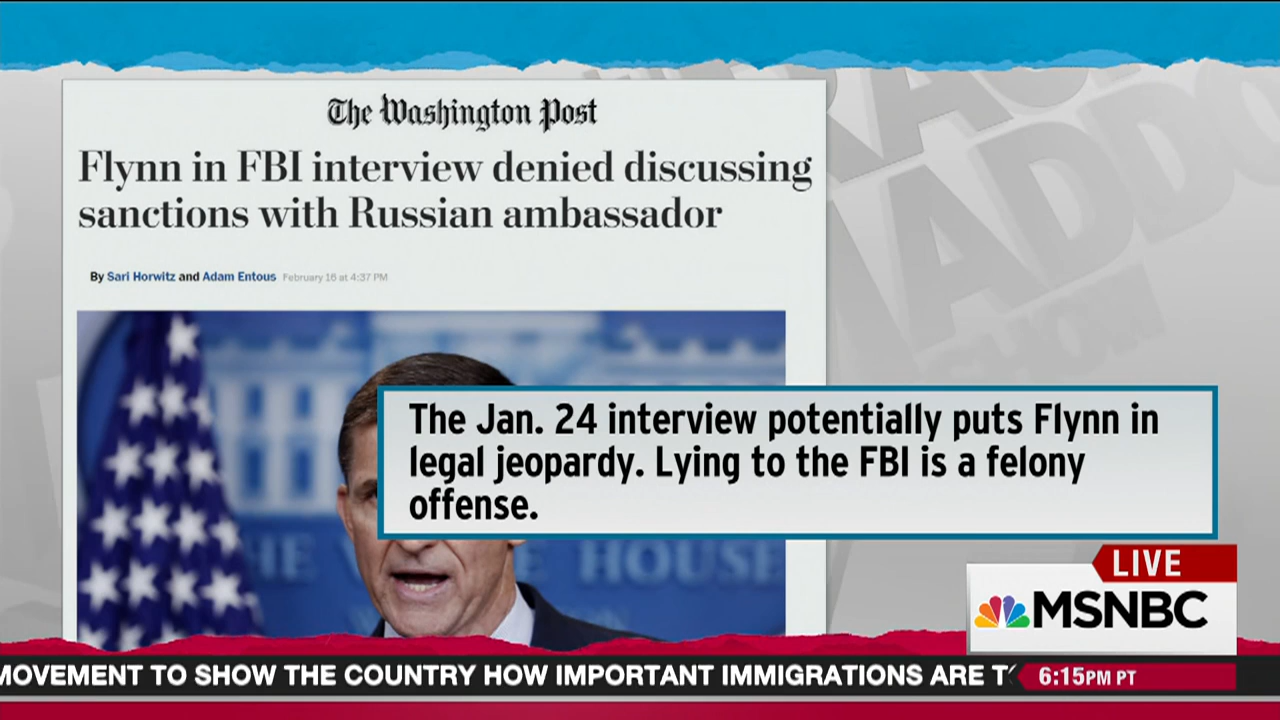 The Washington Post
Flynn in FBI interview denied discussing
sanctions with Russian ambassador
By Sari Horwitz and Adam Entous February 16 at 4:37 PM
The Jan. 24 interview potentially puts Flynn in
legal jeopardy. Lying to the FBI is a felony
offense.
HOUSE
LIVE
MSNBC
MOVEMENT TO SHOW THE COUNTRY HOW IMPORTANT IMMIGRATIONS ARE
6:15PM PT